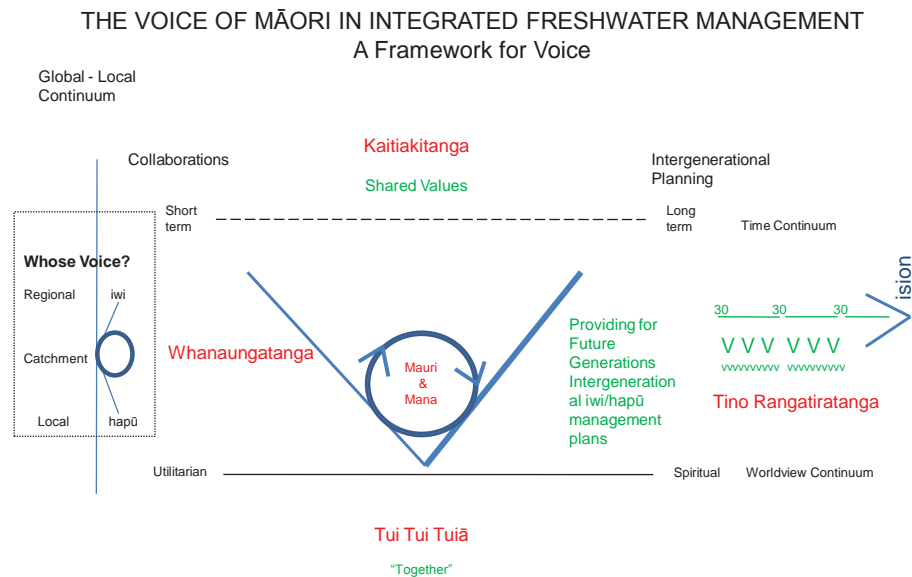 THE VOICE OF MĀORI IN INTEGRATED FRESHWATER MANAGEMENT
A Framework for Voice
Global - Local
Continuum
Collaborations
Kaitiakitanga
Shared Values
Intergenerational
Planning
Short
term
Long
term
Time Continuum
Whose Voice?
Regional
iwi
Catchment
Local
hapū
Whanaungatanga
Mauri
&
Mana
Providing for
Future
Generations
Intergeneration
al iwi/hapū
management
plans
30 30 30
V V V V V V
vvvvvvvvvv vvvvvvvvvv
Tino Rangatiratanga
ision
Utilitarian
Spiritual
Worldview Continuum
Tui Tui Tuiā
“Together”